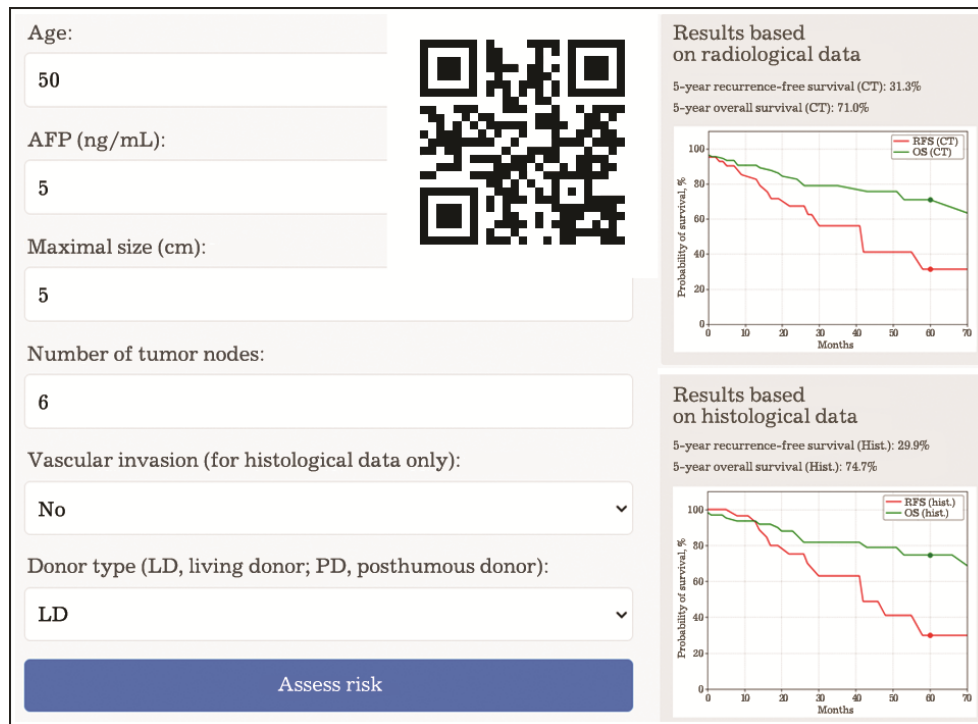 Age:
50
AFP (ng/mL):
5
Maximal size (cm):
5
Number of tumor nodes:
6
Vascular invasion (for histological data only):
No
Donor type (LD, living donor; PD, posthumous donor):
LD
Assess risk
Results based
on radiological data
5-year recurrence-free survival (CT): 31.3%
5-year overall survival (CT): 71.0%
RFS (CT)
OS (CT)
Probability of survival, %
100
80
60
40
20
0
0 10 20 30 40 50 60 70
Months
Results based
on histological data
5-year recurrence-free survival (Hist.): 29.9%
5-year overall survival (Hist.): 74.7%
RFS (hist.)
OS (hist.)
Probability of survival, %
100
80
60
40
20
0
0 10 20 30 40 50 60 70
Months